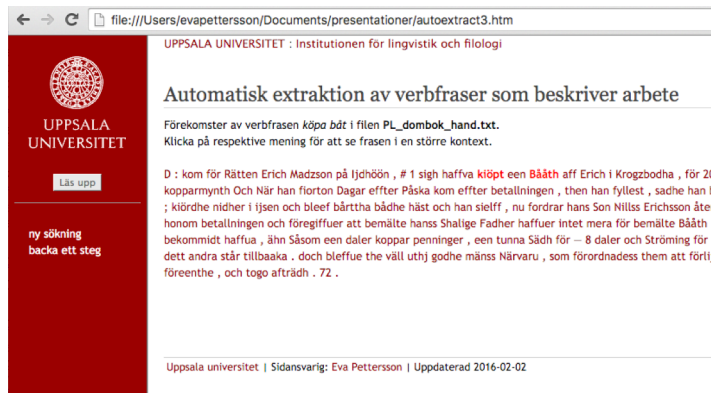 file:///Users/evapettersson/Documents/presentationer/autoextract3.htm
UPPSALA UNIVERSITET : Institutionen för lingvistik och filologi
UPPSALA
UNIVERSITET
Läs upp
ny sökning
backa ett steg
Automatisk extraktion av verbfraser som beskriver arbete
Förekomster av verbfrasen köpa båt i filen PL_dombok_hand.txt.
Klicka på respektive mening för att se frasen i en större kontext.
D : kom för Rätten Erich Madzson på Ijdhöön , # 1 sigh haffva kiöpt een Bååth aff Erich i Krogzbodha , för 20
kopparmynth Och När han fiorton Dagar effter Påska kom effter betallningen , then han fyllest , sadhe han
; kiördhe nidher i ijsen och bleef bårttha bådhe häst och han sielff , nu fordrar hans Son Nillss Erichsson åte
honom betallningen och föregiffuer att bemälte hanss Shalige Fadher haffuer intet mera för bemälte Bååth
bekommidt haffua , ähn Såsom een daler koppar penninger , een tunna Sädh för — 8 daler och Ströming för
dett andra står tillbaaka . doch bleffue the väll uthj godhe mänss Närvaru , som förordnadess them att förli
föreenthe , och togo afträdh . 72 .
Uppsala universitet | Sidansvarig: Eva Pettersson | Uppdaterad 2016-02-02